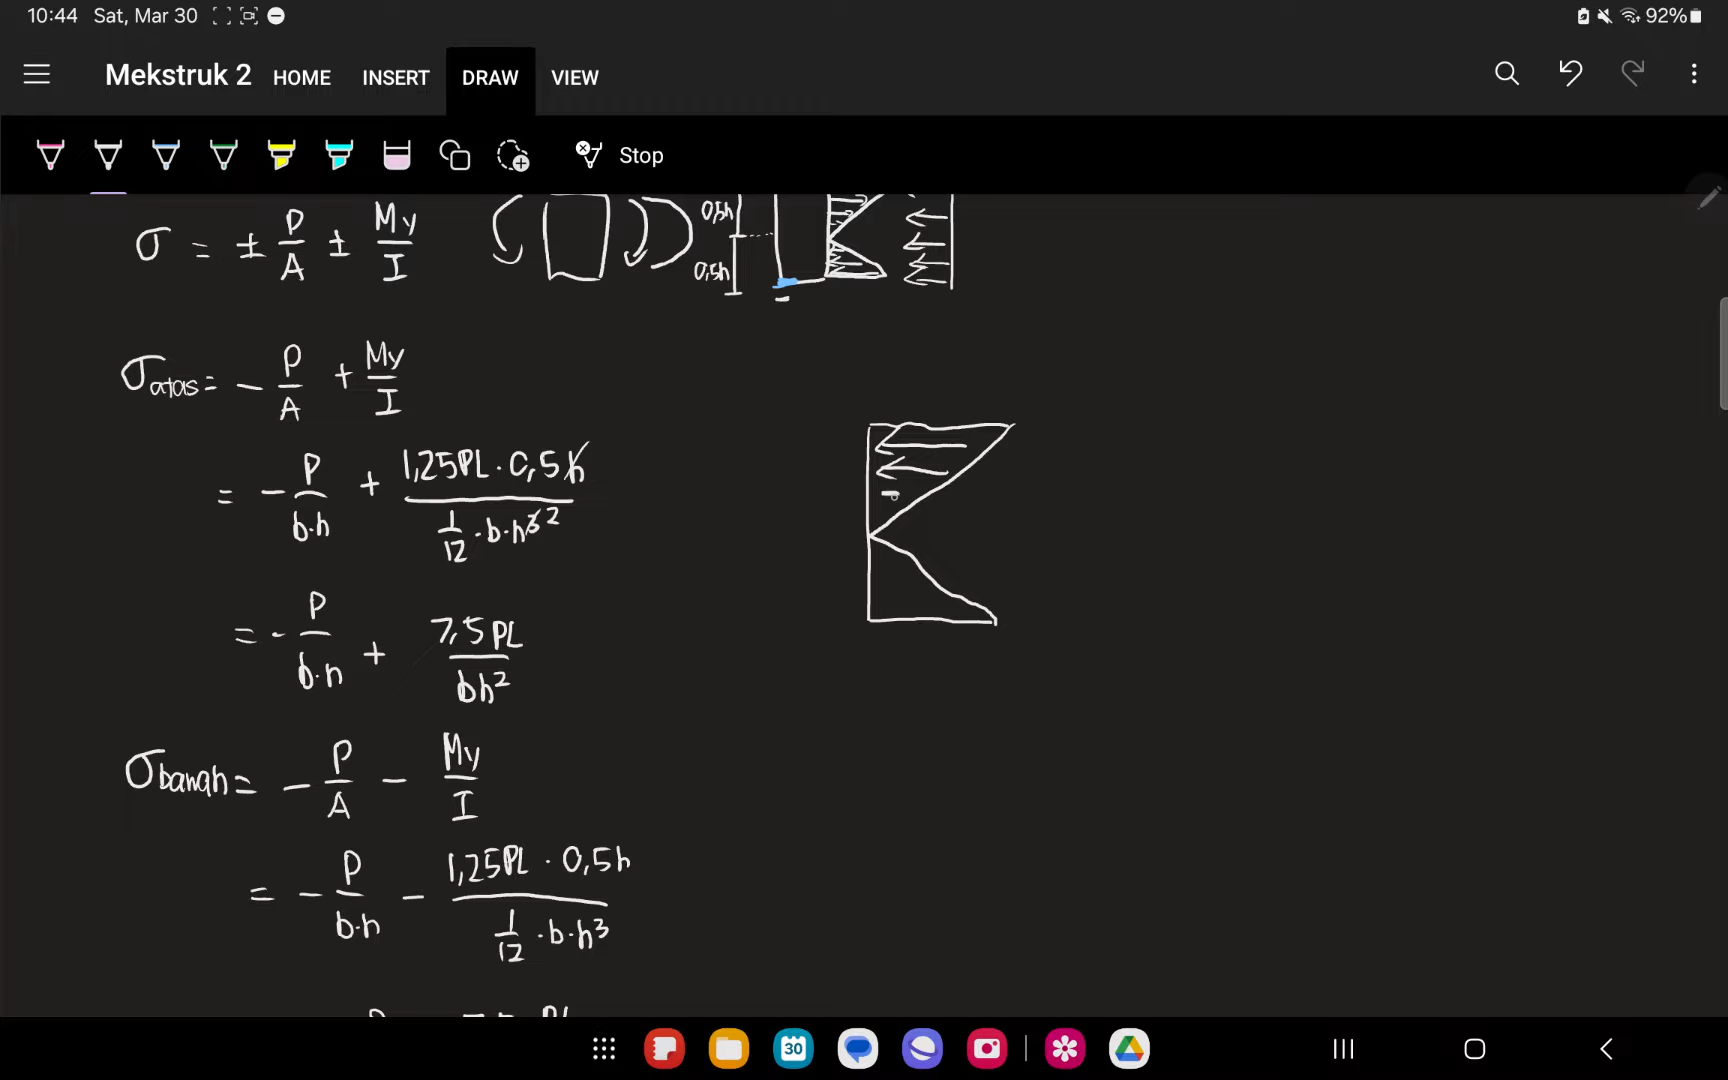 10:44 Sat, Mar 30 92%
Mekstruk 2 HOME INSERT DRAW VIEW
Stop
σ = ± P/A ± My/I
0,5h
0,5h
σatas = - P/A + My/I
= - P/b.h + 1,25PL . 0,5h / 1/12 . b . h3 2
= - P/b.h + 7,5PL/bh²
σbawah = - P/A - My/I
= - P/b.h - 1,25PL . 0,5h / 1/12 . b . h³
30